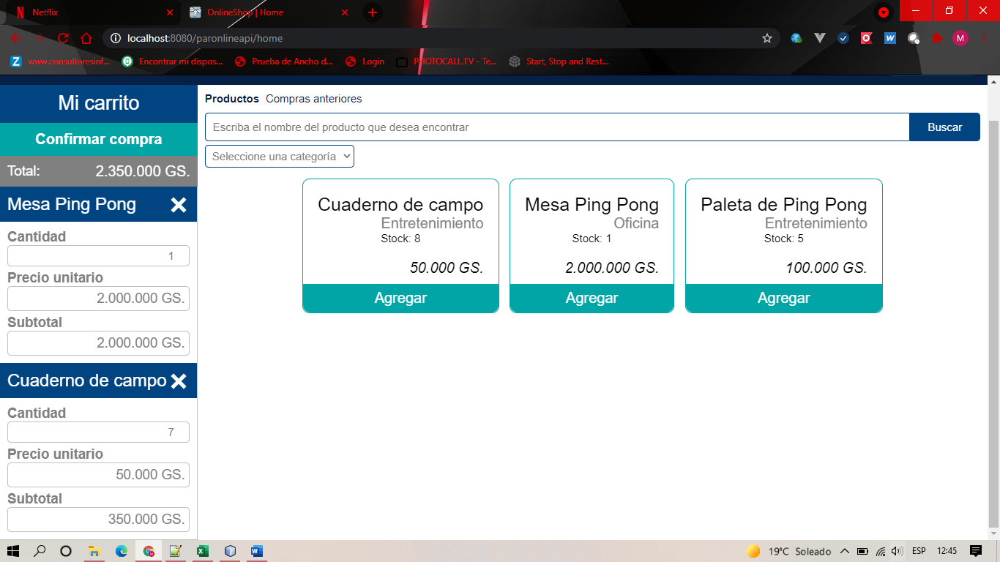 Netflix
OnlineShop | Home
localhost:8080/paronlineapi/home
M
www.consultoresinf...
Encontrar mi dispos...
Prueba de Ancho d...
Login
PHOTOCALL.TV - Te...
Start, Stop and Rest...
Mi carrito
Confirmar compra
Total: 2.350.000 GS.
Mesa Ping Pong
Cantidad
1
Precio unitario
2.000.000 GS.
Subtotal
2.000.000 GS.
Cuaderno de campo
Cantidad
7
Precio unitario
50.000 GS.
Subtotal
350.000 GS.
Productos Compras anteriores
Escriba el nombre del producto que desea encontrar
Buscar
Seleccione una categoría
Cuaderno de campo
Entretenimiento
Stock: 8
50.000 GS.
Agregar
Mesa Ping Pong
Oficina
Stock: 1
2.000.000 GS.
Agregar
Paleta de Ping Pong
Entretenimiento
Stock: 5
100.000 GS.
Agregar
19°C Soleado
ESP
12:45